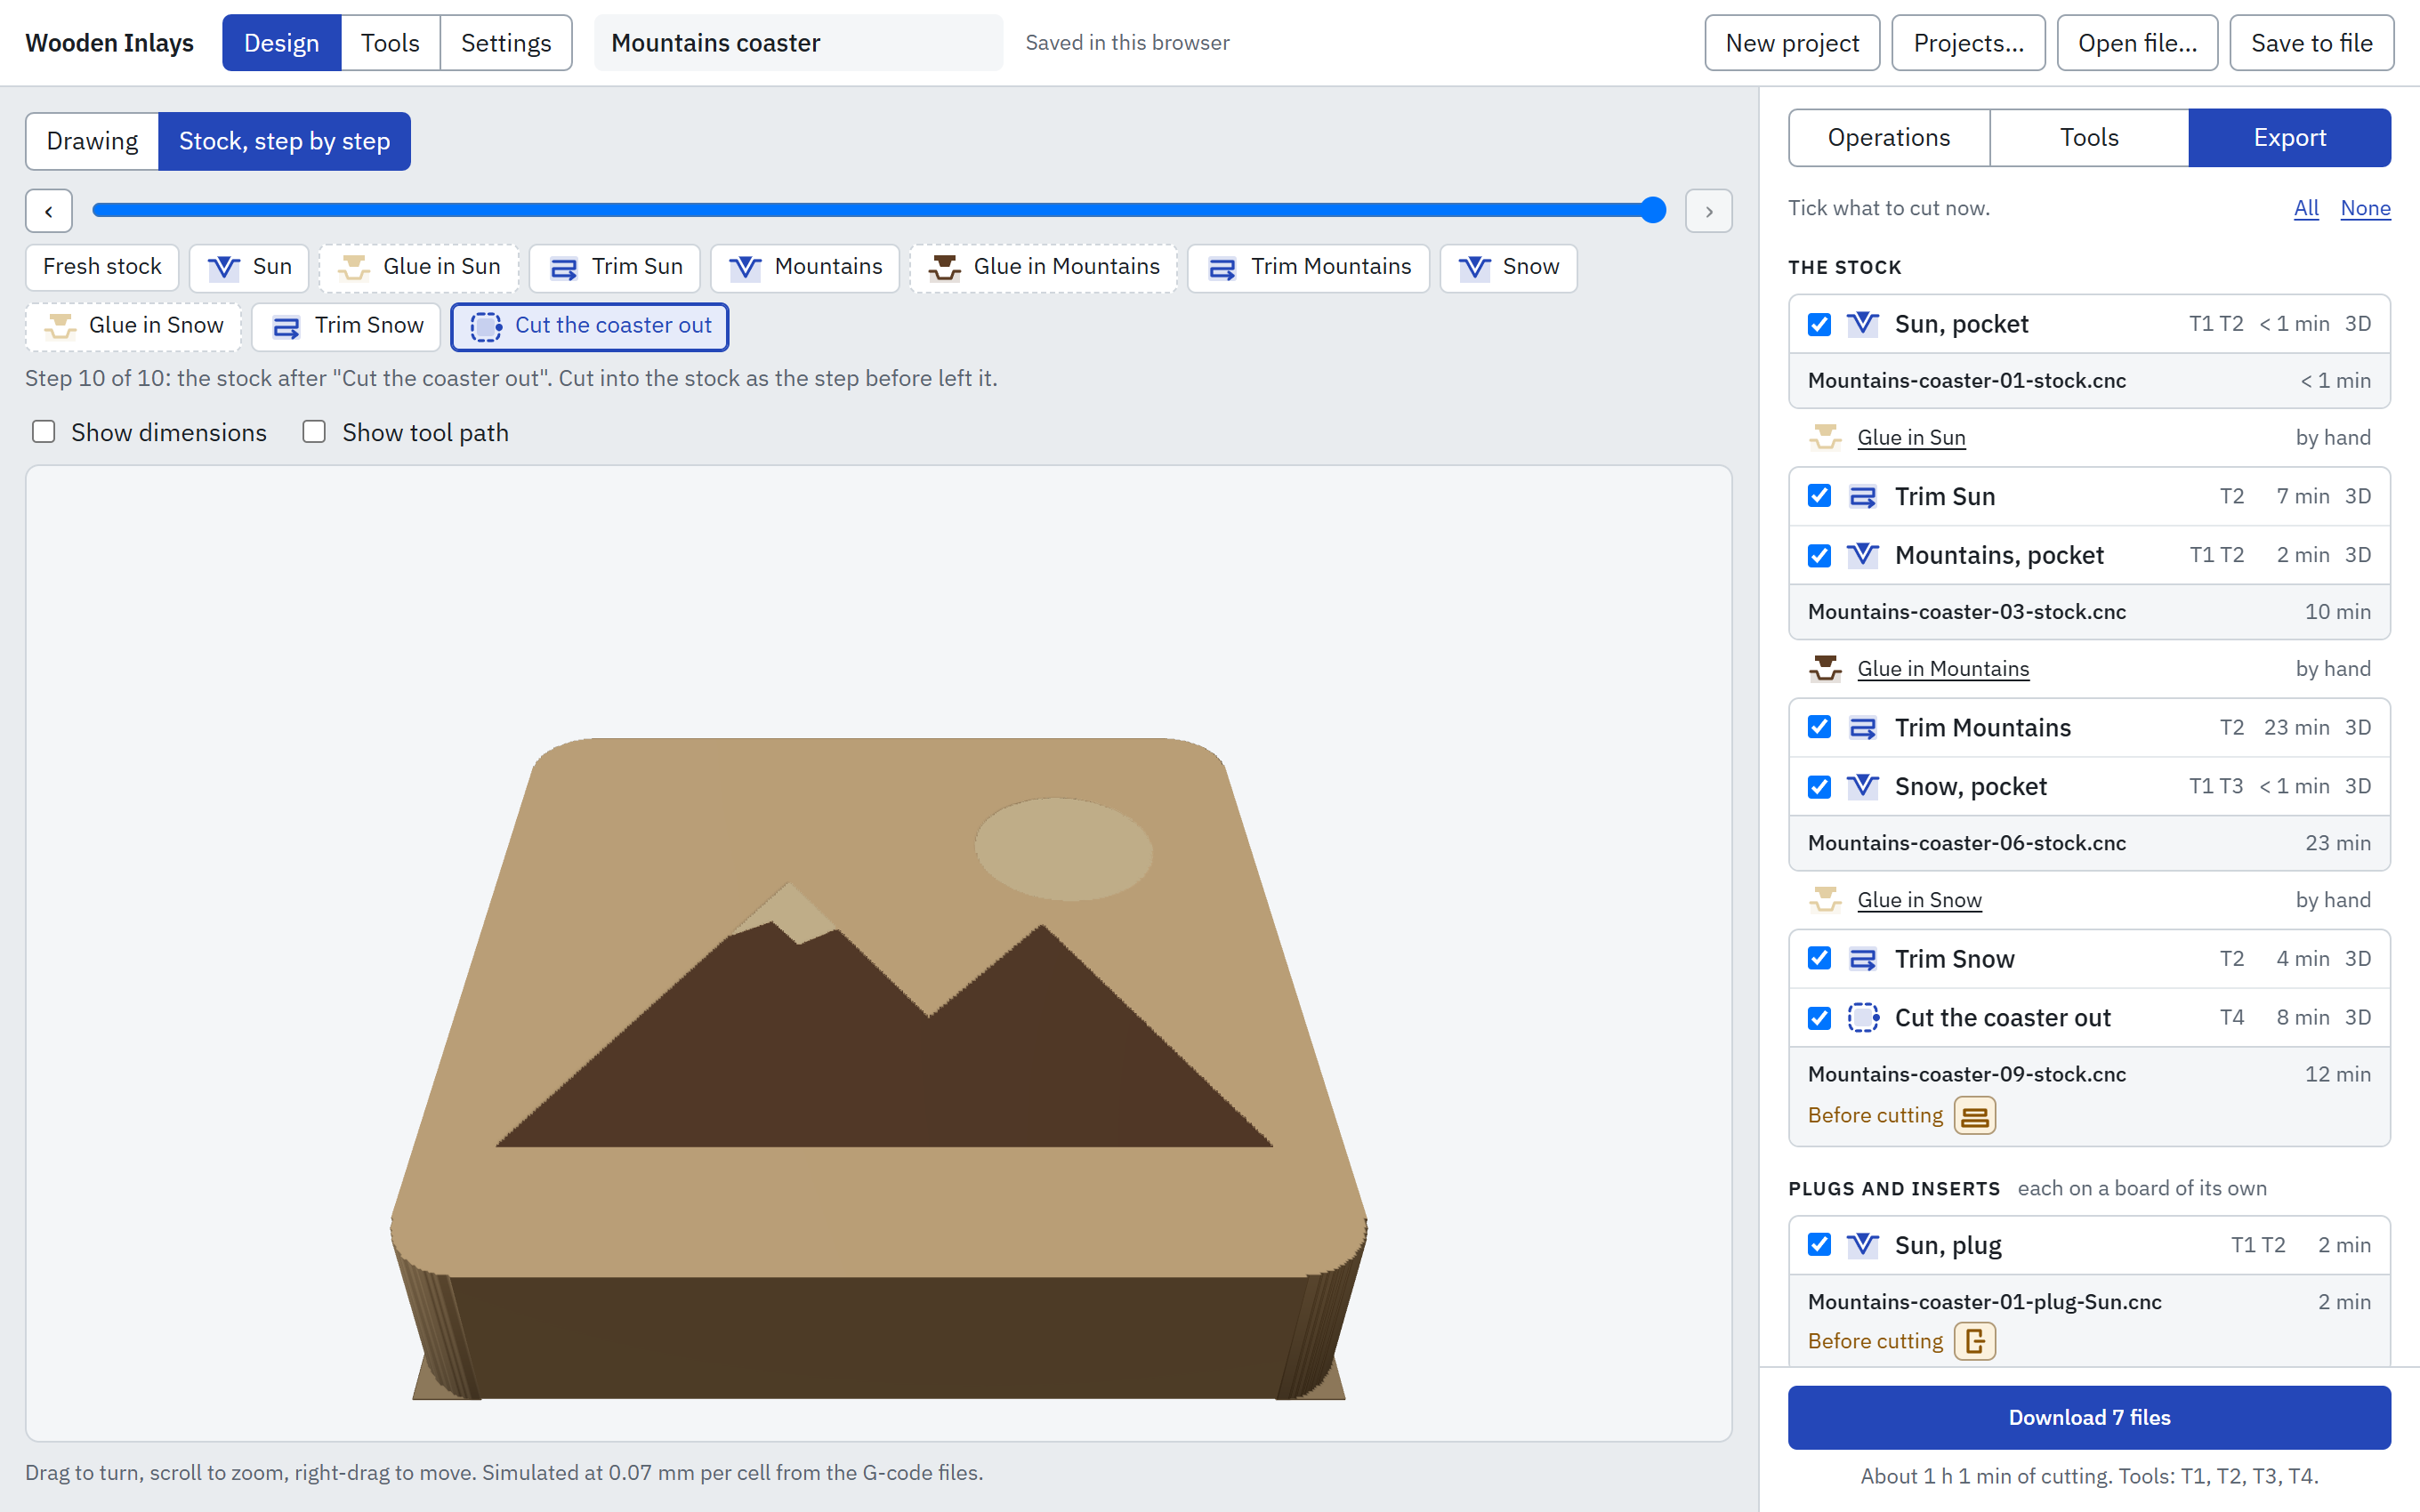 Wooden Inlays Design Tools Settings Mountains coaster Saved in this browser New project Projects... Open file... Save to file
Drawing Stock, step by step
Fresh stock Sun Glue in Sun Trim Sun Mountains Glue in Mountains Trim Mountains Snow
Glue in Snow Trim Snow Cut the coaster out
Step 10 of 10: the stock after "Cut the coaster out". Cut into the stock as the step before left it.
Show dimensions Show tool path
Drag to turn, scroll to zoom, right-drag to move. Simulated at 0.07 mm per cell from the G-code files.
Operations Tools Export
Tick what to cut now. All None
THE STOCK
Sun, pocket T1 T2 < 1 min 3D
Mountains-coaster-01-stock.cnc < 1 min
Glue in Sun by hand
Trim Sun T2 7 min 3D
Mountains, pocket T1 T2 2 min 3D
Mountains-coaster-03-stock.cnc 10 min
Glue in Mountains by hand
Trim Mountains T2 23 min 3D
Snow, pocket T1 T3 < 1 min 3D
Mountains-coaster-06-stock.cnc 23 min
Glue in Snow by hand
Trim Snow T2 4 min 3D
Cut the coaster out T4 8 min 3D
Mountains-coaster-09-stock.cnc 12 min
Before cutting
PLUGS AND INSERTS each on a board of its own
Sun, plug T1 T2 2 min
Mountains-coaster-01-plug-Sun.cnc 2 min
Before cutting
Download 7 files
About 1 h 1 min of cutting. Tools: T1, T2, T3, T4.